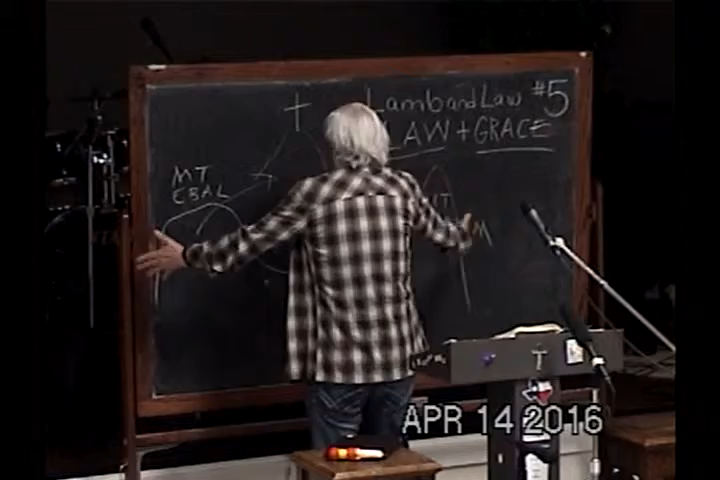 Lamb and Law #5
LAW + GRACE
MT
EBAL
APR 14 2016